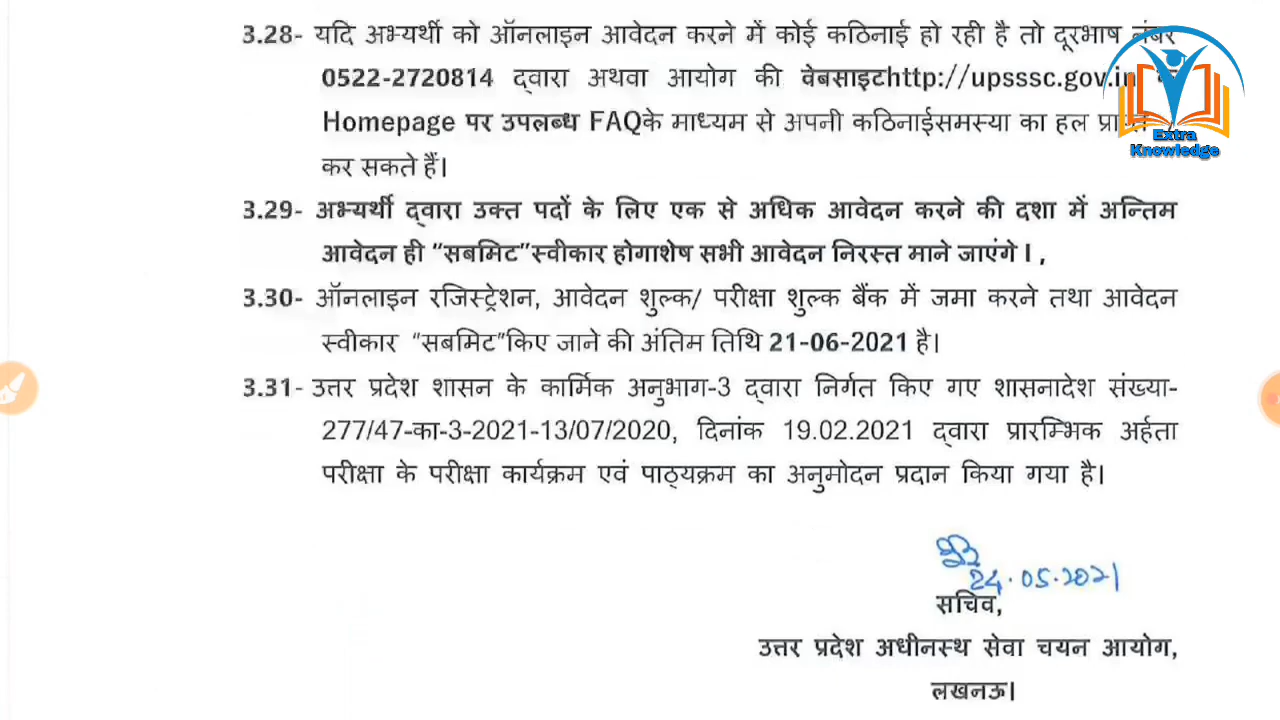 3.28- यदि अभ्यर्थी को ऑनलाइन आवेदन करने में कोई कठिनाई हो रही है तो दूरभाष नंबर
0522-2720814 द्वारा अथवा आयोग की वेबसाइटhttp://upsssc.gov.in
Homepage पर उपलब्ध FAQके माध्यम से अपनी कठिनाईसमस्या का हल
कर सकते हैं।
3.29- अभ्यर्थी द्वारा उक्त पदों के लिए एक से अधिक आवेदन करने की दशा में अन्तिम
आवेदन ही "सबमिट"स्वीकार होगाशेष सभी आवेदन निरस्त माने जाएंगे।,
3.30- ऑनलाइन रजिस्ट्रेशन, आवेदन शुल्क/ परीक्षा शुल्क बैंक में जमा करने तथा आवेदन
स्वीकार "सबमिट"किए जाने की अंतिम तिथि 21-06-2021 है।
3.31- उत्तर प्रदेश शासन के कार्मिक अनुभाग-3 द्वारा निर्गत किए गए शासनादेश संख्या-
277/47-का-3-2021-13/07/2020, दिनांक 19.02.2021 द्वारा प्रारम्भिक अर्हता
परीक्षा के परीक्षा कार्यक्रम एवं पाठ्यक्रम का अनुमोदन प्रदान किया गया है।
24.05.2021
सचिव,
उत्तर प्रदेश अधीनस्थ सेवा चयन आयोग,
लखनऊ।
Extra
Knowledge